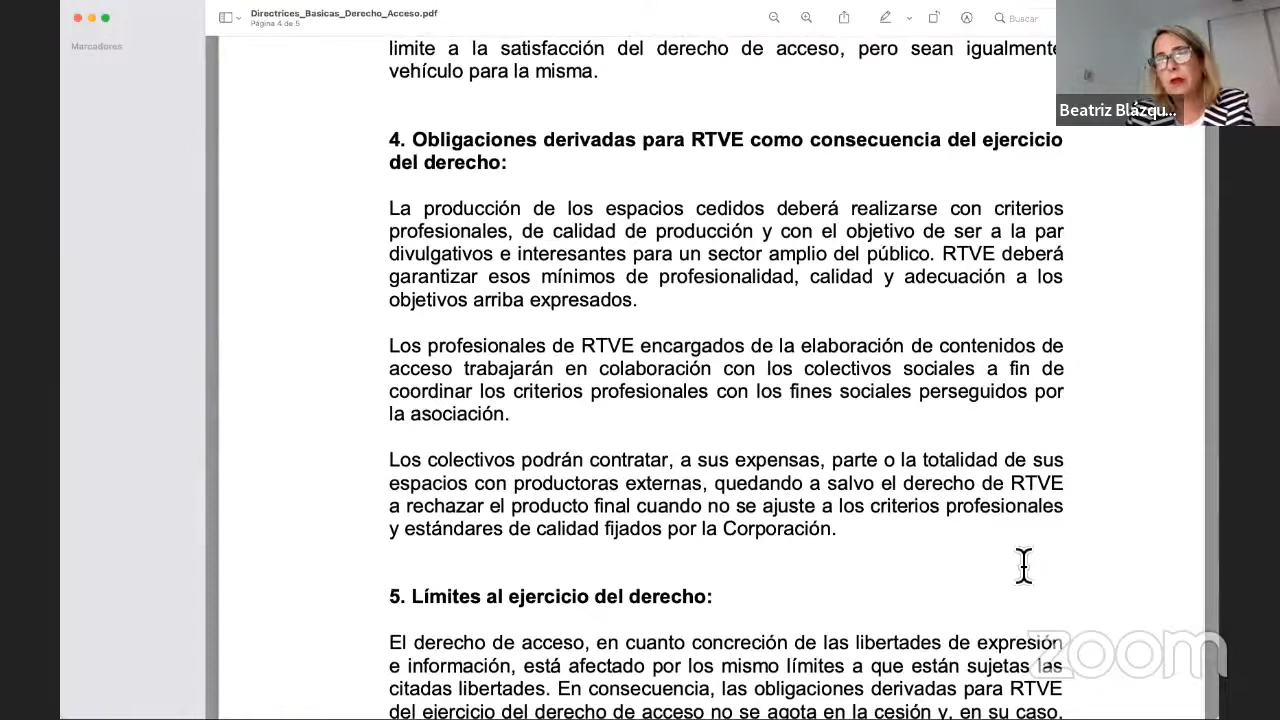 Directrices_Basicas_Derecho_Acceso.pdf
Página 4 de 5
Buscar
Marcadores
Beatriz Blázqu...
limite a la satisfacción del derecho de acceso, pero sean igualmente
vehículo para la misma.
4. Obligaciones derivadas para RTVE como consecuencia del ejercicio
del derecho:
La producción de los espacios cedidos deberá realizarse con criterios
profesionales, de calidad de producción y con el objetivo de ser a la par
divulgativos e interesantes para un sector amplio del público. RTVE deberá
garantizar esos mínimos de profesionalidad, calidad y adecuación a los
objetivos arriba expresados.
Los profesionales de RTVE encargados de la elaboración de contenidos de
acceso trabajarán en colaboración con los colectivos sociales a fin de
coordinar los criterios profesionales con los fines sociales perseguidos por
la asociación.
Los colectivos podrán contratar, a sus expensas, parte o la totalidad de sus
espacios con productoras externas, quedando a salvo el derecho de RTVE
a rechazar el producto final cuando no se ajuste a los criterios profesionales
y estándares de calidad fijados por la Corporación.
5. Límites al ejercicio del derecho:
El derecho de acceso, en cuanto concreción de las libertades de expresión
e información, está afectado por los mismo límites a que están sujetas las
citadas libertades. En consecuencia, las obligaciones derivadas para RTVE
del ejercicio del derecho de acceso no se agota en la cesión y, en su caso,
zoom